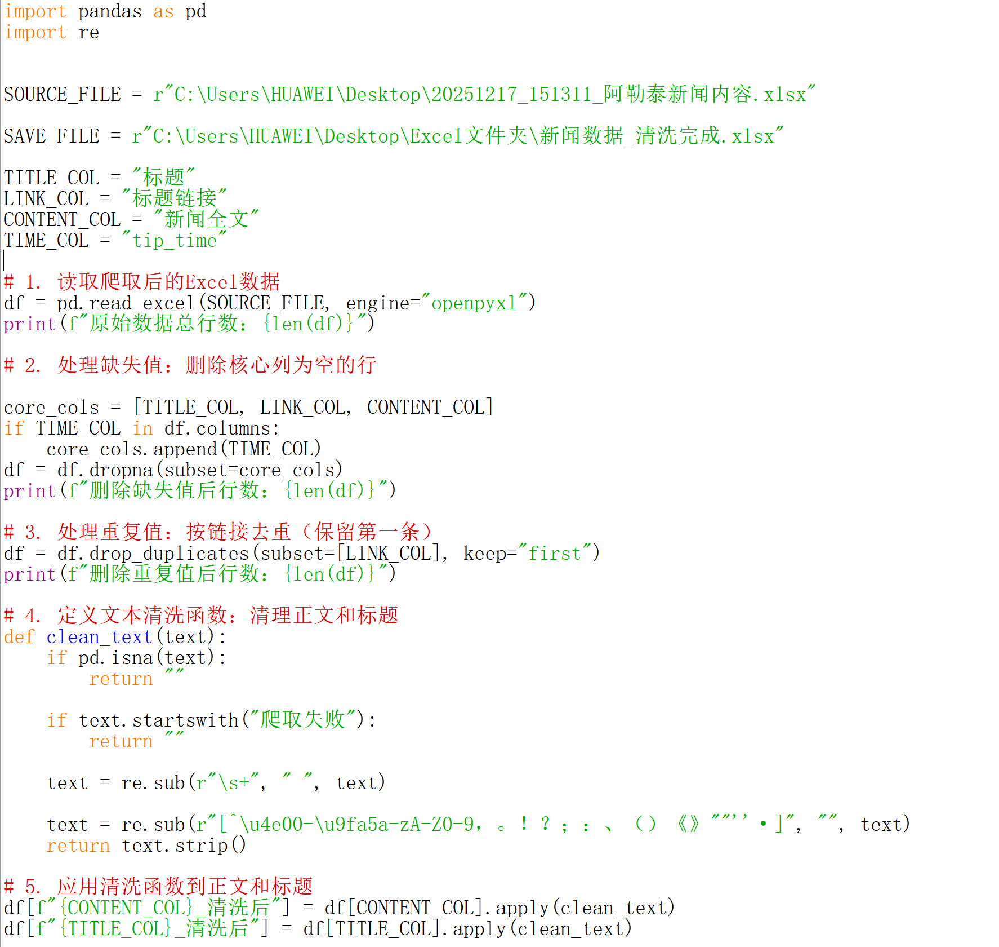 import pandas as pd
import re
SOURCE_FILE = r"C:\Users\HUAWEI\Desktop\20251217_151311_阿勒泰新闻内容.xlsx"
SAVE_FILE = r"C:\Users\HUAWEI\Desktop\Excel文件夹\新闻数据_清洗完成.xlsx"
TITLE_COL = "标题"
LINK_COL = "标题链接"
CONTENT_COL = "新闻全文"
TIME_COL = "tip_time"
# 1. 读取爬取后的Excel数据
df = pd.read_excel(SOURCE_FILE, engine="openpyxl")
print(f"原始数据总行数：{len(df)}")
# 2. 处理缺失值：删除核心列为空的行
core_cols = [TITLE_COL, LINK_COL, CONTENT_COL]
if TIME_COL in df.columns:
    core_cols.append(TIME_COL)
df = df.dropna(subset=core_cols)
print(f"删除缺失值后行数：{len(df)}")
# 3. 处理重复值：按链接去重（保留第一条）
df = df.drop_duplicates(subset=[LINK_COL], keep="first")
print(f"删除重复值后行数：{len(df)}")
# 4. 定义文本清洗函数：清理正文和标题
def clean_text(text):
    if pd.isna(text):
        return ""
    if text.startswith("爬取失败"):
        return ""
    text = re.sub(r"\s+", " ", text)
    text = re.sub(r"[^\u4e00-\u9fa5a-zA-Z0-9，。！？；：、（）《》""''·]", "", text)
    return text.strip()
# 5. 应用清洗函数到正文和标题
df[f"{CONTENT_COL}_清洗后"] = df[CONTENT_COL].apply(clean_text)
df[f"{TITLE_COL}_清洗后"] = df[TITLE_COL].apply(clean_text)